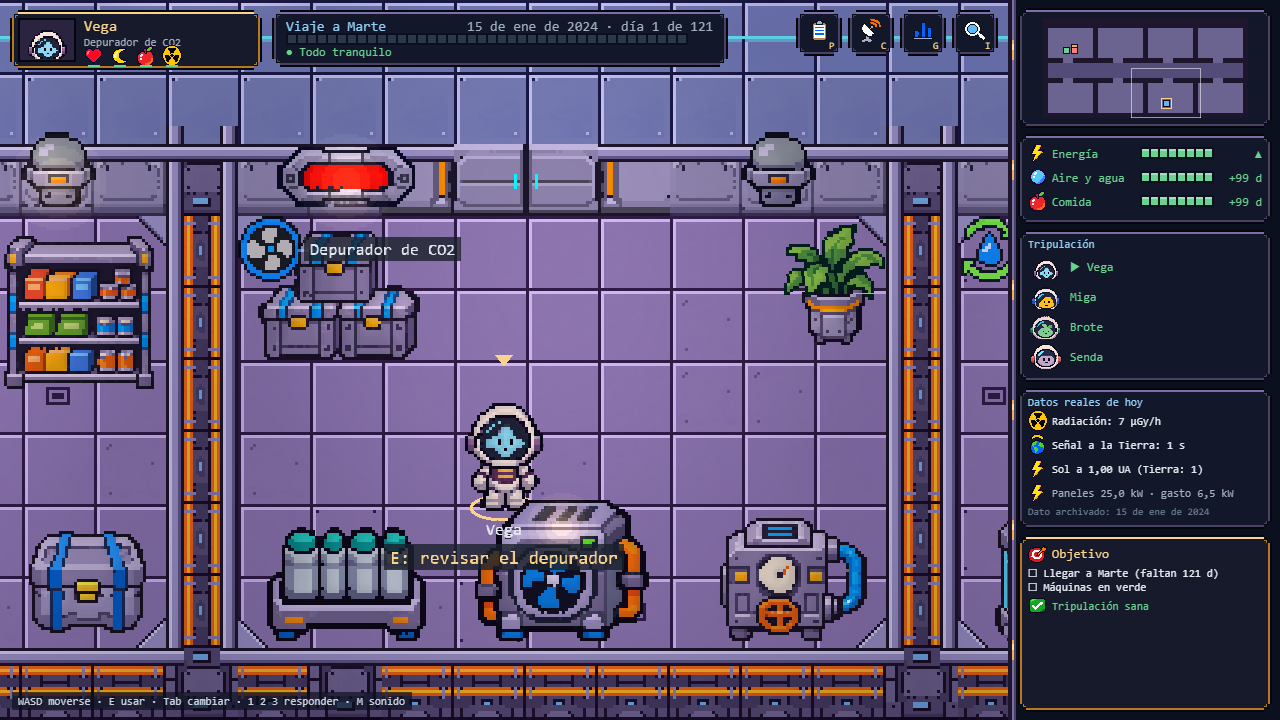 Vega
Depurador de CO2
Viaje a Marte
15 de ene de 2024 · día 1 de 121
● Todo tranquilo
P
C
G
I
Energía
▲
Aire y agua
+99 d
Comida
+99 d
Depurador de CO2
Tripulación
▶ Vega
Miga
Brote
Senda
Datos reales de hoy
Radiación: 7 μGy/h
Señal a la Tierra: 1 s
Sol a 1,00 UA (Tierra: 1)
Paneles 25,0 kW · gasto 6,5 kW
Dato archivado: 15 de ene de 2024
Vega
E: revisar el depurador
Objetivo
☐ Llegar a Marte (faltan 121 d)
☐ Máquinas en verde
✅ Tripulación sana
WASD moverse · E usar · Tab cambiar · 1 2 3 responder · M sonido